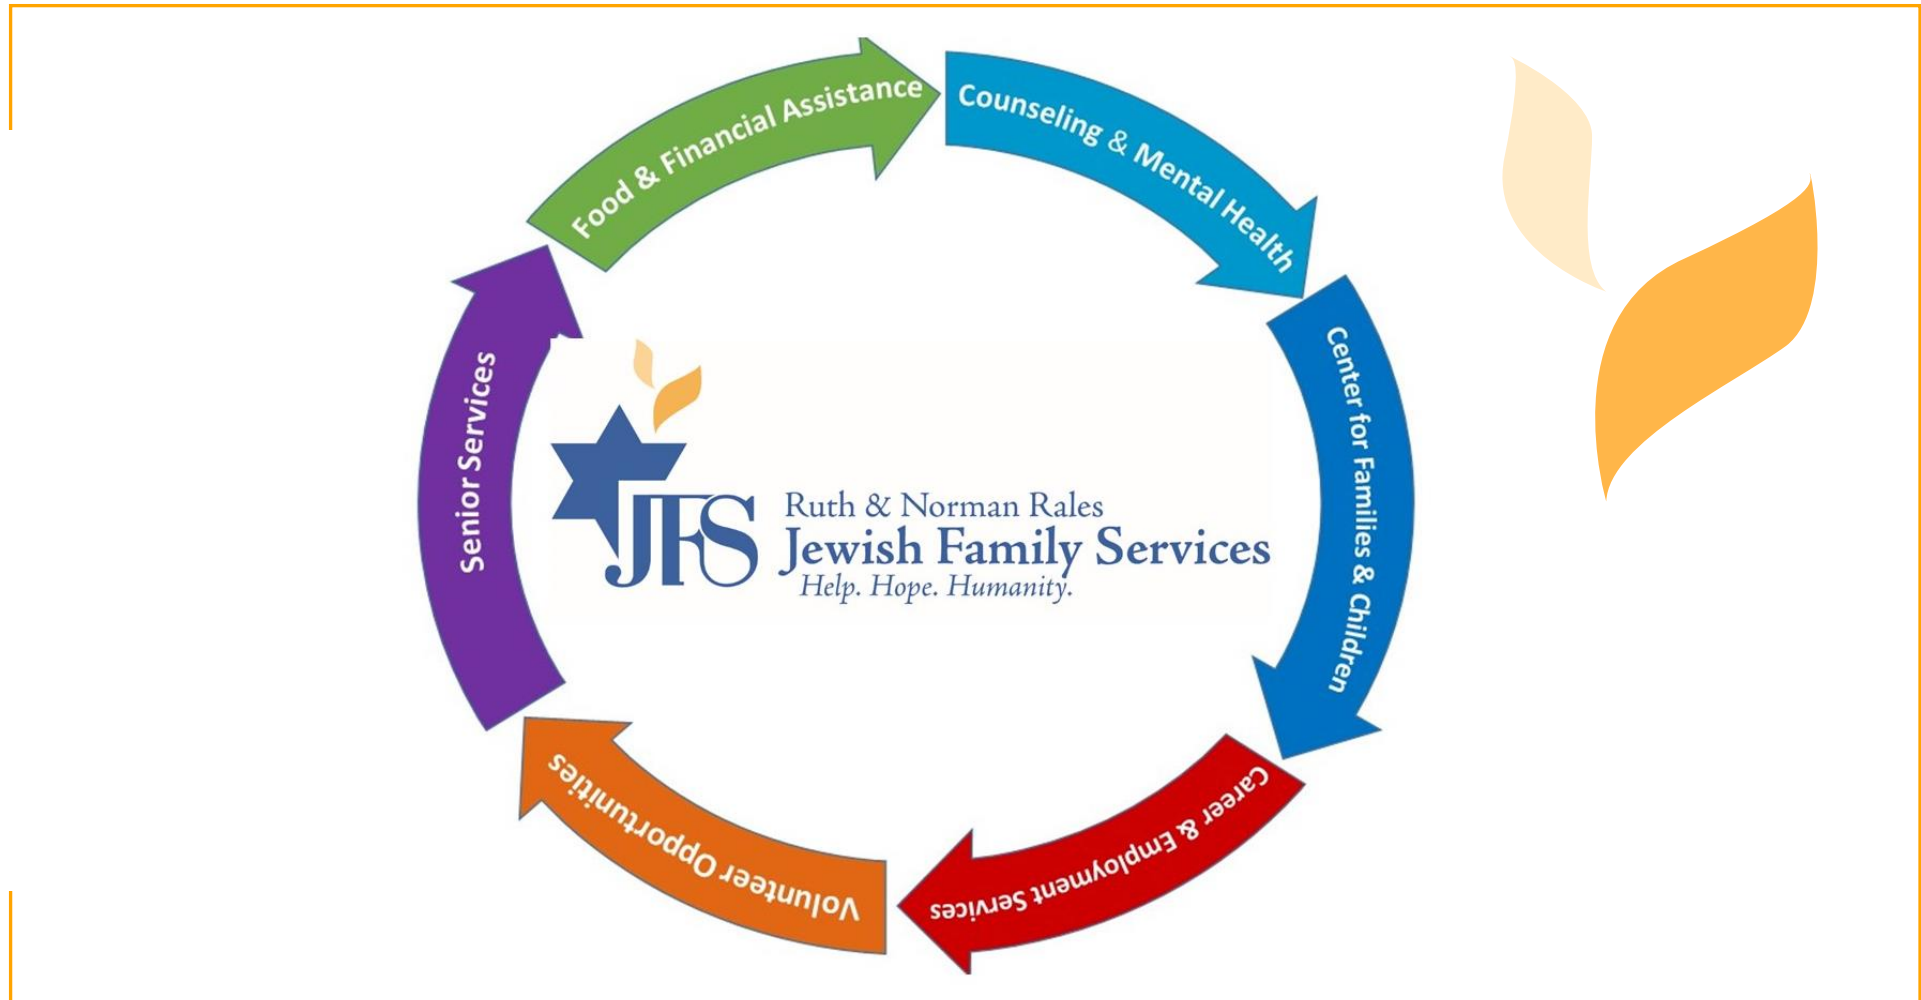 Food & Financial Assistance
Counseling & Mental Health
Center for Families & Children
Career & Employment Services
Volunteer Opportunities
Senior Services
JFS
Ruth & Norman Rales
Jewish Family Services
Help. Hope. Humanity.